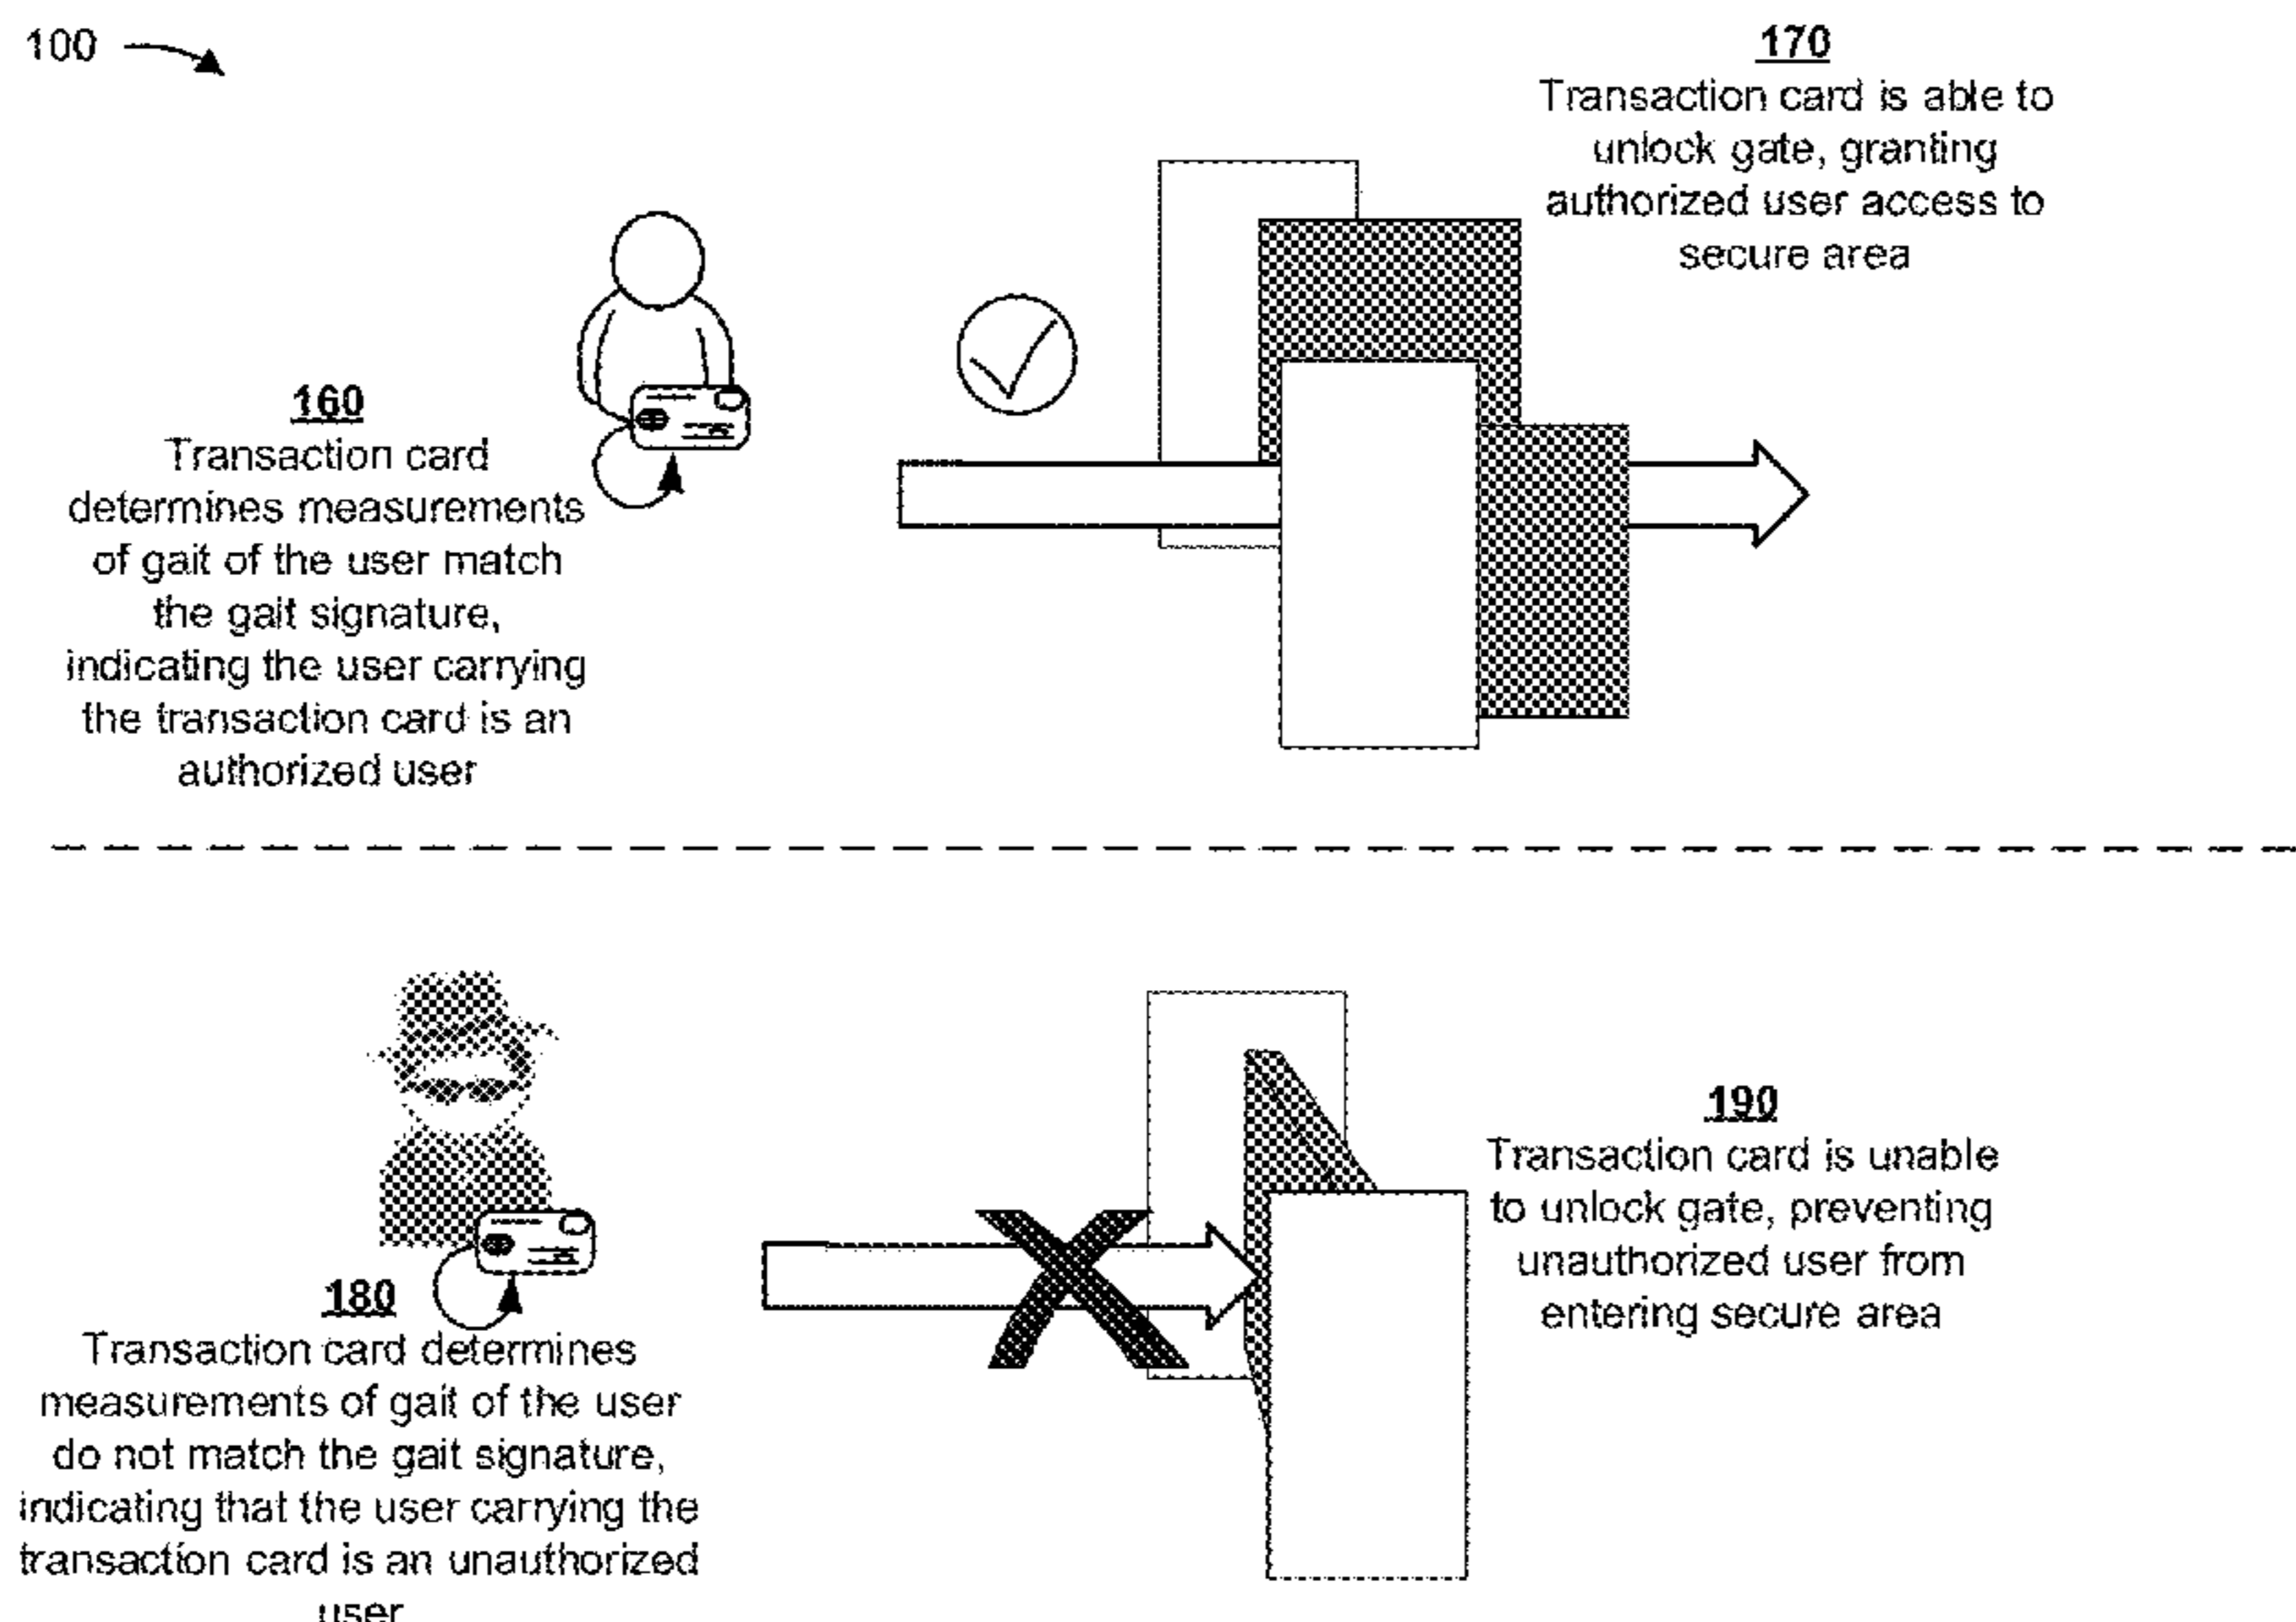 100
170
Transaction card is able to
unlock gate, granting
authorized user access to
secure area
160
Transaction card
determines measurements
of gait of the user match
the gait signature,
indicating the user carrying
the transaction card is an
authorized user
180
Transaction card determines
measurements of gait of the user
do not match the gait signature,
indicating that the user carrying the
transaction card is an unauthorized
user
190
Transaction card is unable
to unlock gate, preventing
unauthorized user from
entering secure area